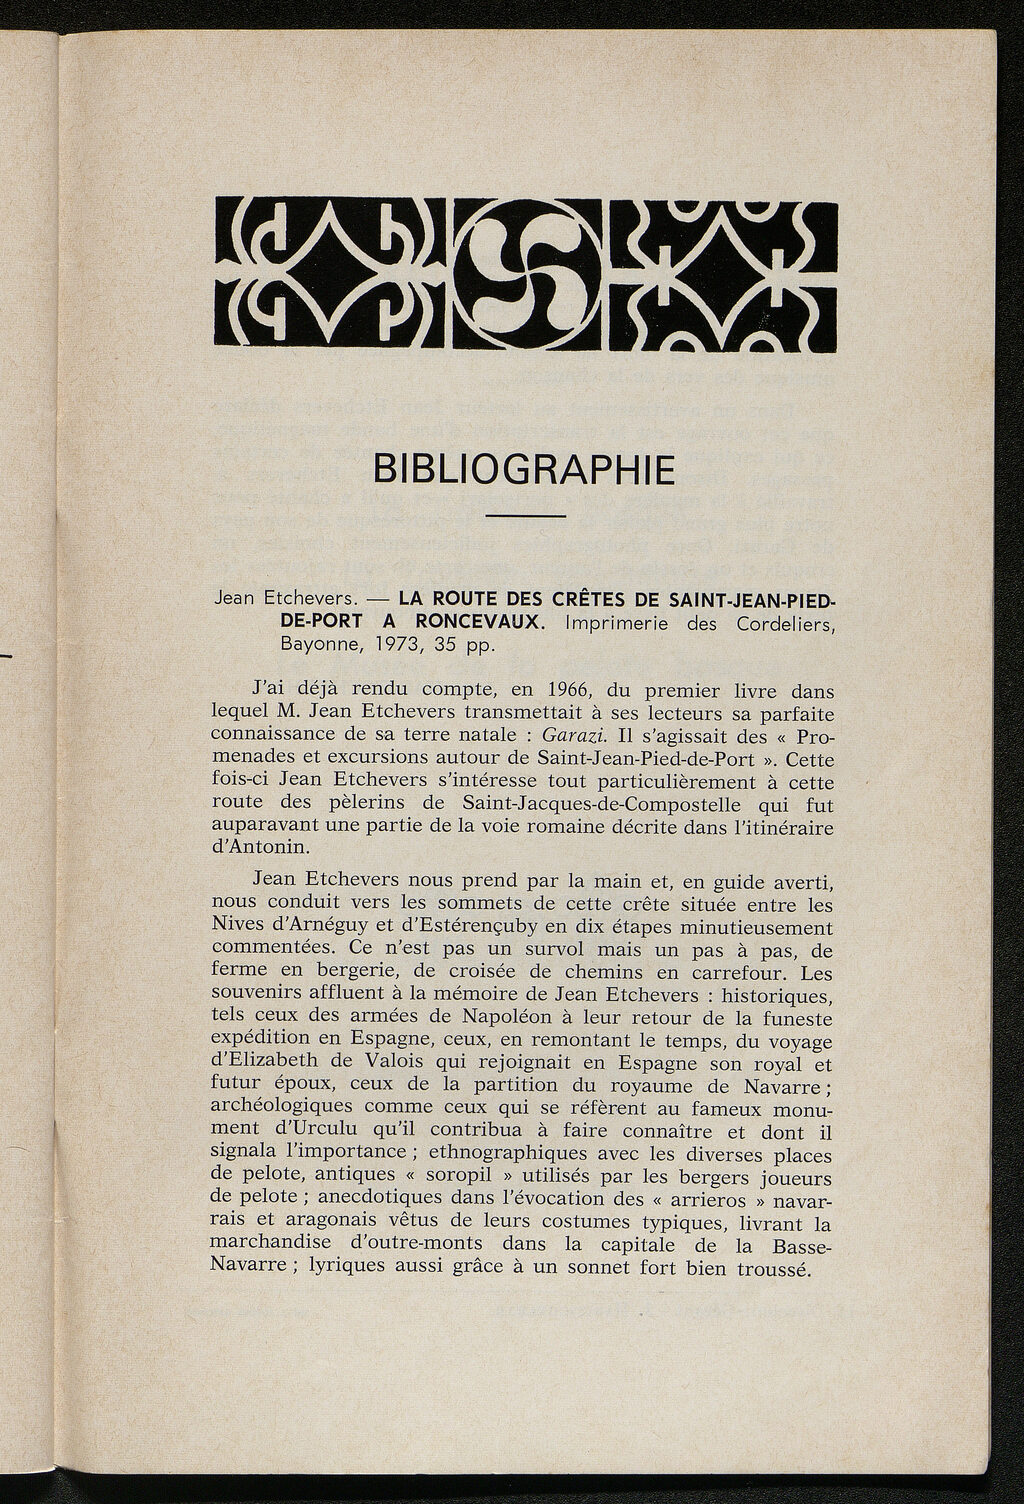 BIBLIOGRAPHIE
Jean Etchevers. — LA ROUTE DES CRÊTES DE SAINT-JEAN-PIED-
DE-PORT A RONCEVAUX. Imprimerie des Cordeliers,
Bayonne, 1973, 35 pp.
J'ai déjà rendu compte, en 1966, du premier livre dans
lequel M. Jean Etchevers transmettait à ses lecteurs sa parfaite
connaissance de sa terre natale : Garazi. Il s'agissait des « Pro-
menades et excursions autour de Saint-Jean-Pied-de-Port ». Cette
fois-ci Jean Etchevers s'intéresse tout particulièrement à cette
route des pèlerins de Saint-Jacques-de-Compostelle qui fut
auparavant une partie de la voie romaine décrite dans l'itinéraire
d'Antonin.
Jean Etchevers nous prend par la main et, en guide averti,
nous conduit vers les sommets de cette crête située entre les
Nives d'Arnéguy et d'Estérençuby en dix étapes minutieusement
commentées. Ce n'est pas un survol mais un pas à pas, de
ferme en bergerie, de croisée de chemins en carrefour. Les
souvenirs affluent à la mémoire de Jean Etchevers : historiques,
tels ceux des armées de Napoléon à leur retour de la funeste
expédition en Espagne, ceux, en remontant le temps, du voyage
d'Elizabeth de Valois qui rejoignait en Espagne son royal et
futur époux, ceux de la partition du royaume de Navarre ;
archéologiques comme ceux qui se réfèrent au fameux monu-
ment d'Urculu qu'il contribua à faire connaître et dont il
signala l'importance ; ethnographiques avec les diverses places
de pelote, antiques « soropil » utilisés par les bergers joueurs
de pelote ; anecdotiques dans l'évocation des « arrieros » navar-
rais et aragonais vêtus de leurs costumes typiques, livrant la
marchandise d'outre-monts dans la capitale de la Basse-
Navarre ; lyriques aussi grâce à un sonnet fort bien troussé.